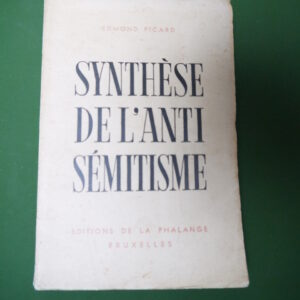 EDMOND PICARD
SYNTHÈSE
DE L'ANTI
SÉMITISME
EDITIONS DE LA PHALANGE
BRUXELLES